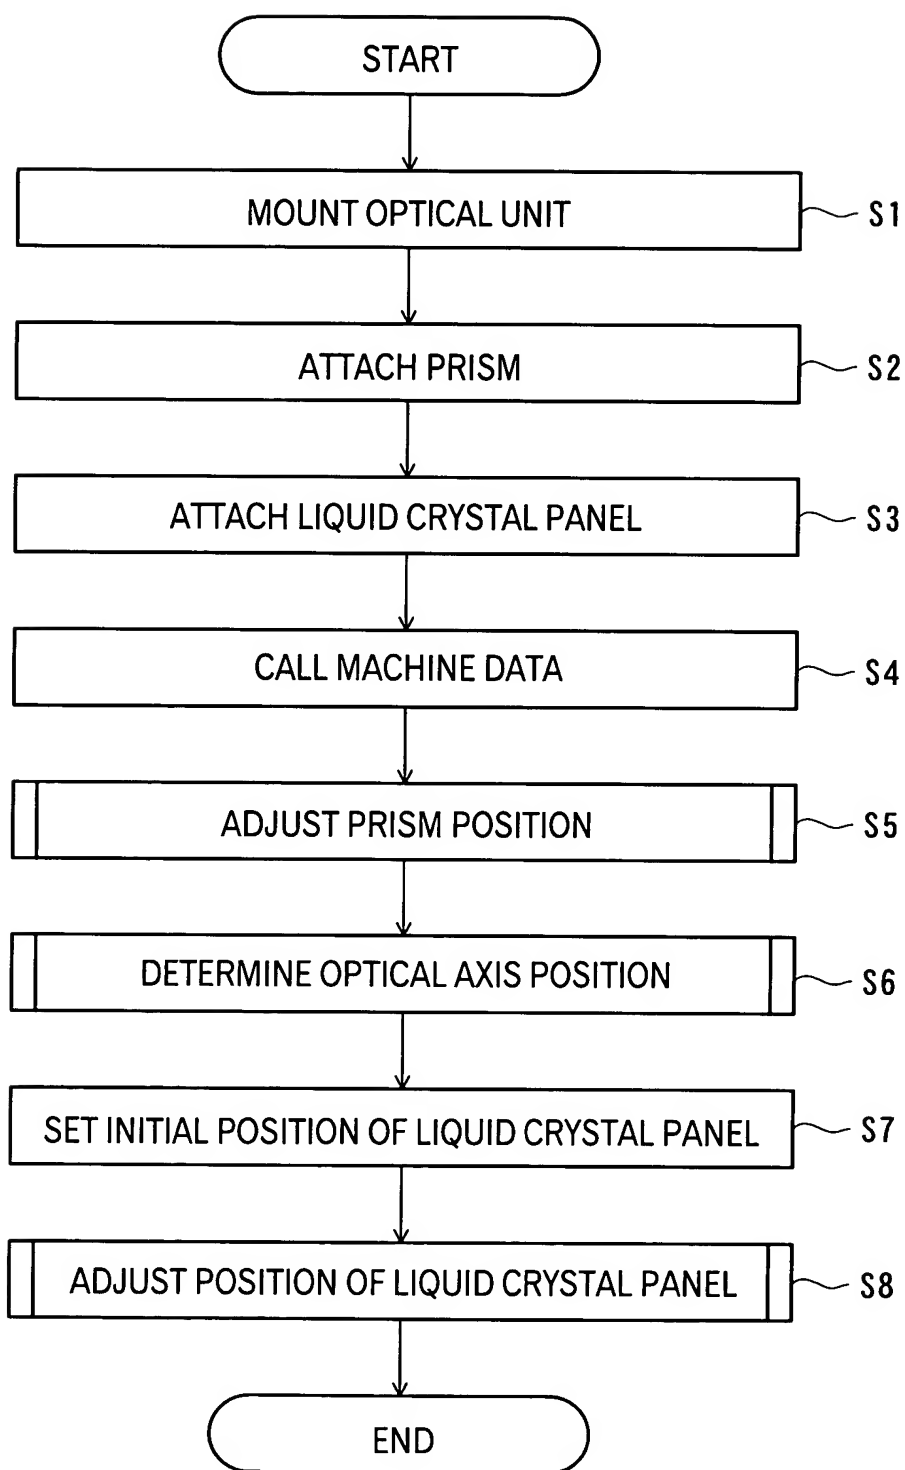 START
MOUNT OPTICAL UNIT S1
ATTACH PRISM S2
ATTACH LIQUID CRYSTAL PANEL S3
CALL MACHINE DATA S4
ADJUST PRISM POSITION S5
DETERMINE OPTICAL AXIS POSITION S6
SET INITIAL POSITION OF LIQUID CRYSTAL PANEL S7
ADJUST POSITION OF LIQUID CRYSTAL PANEL S8
END